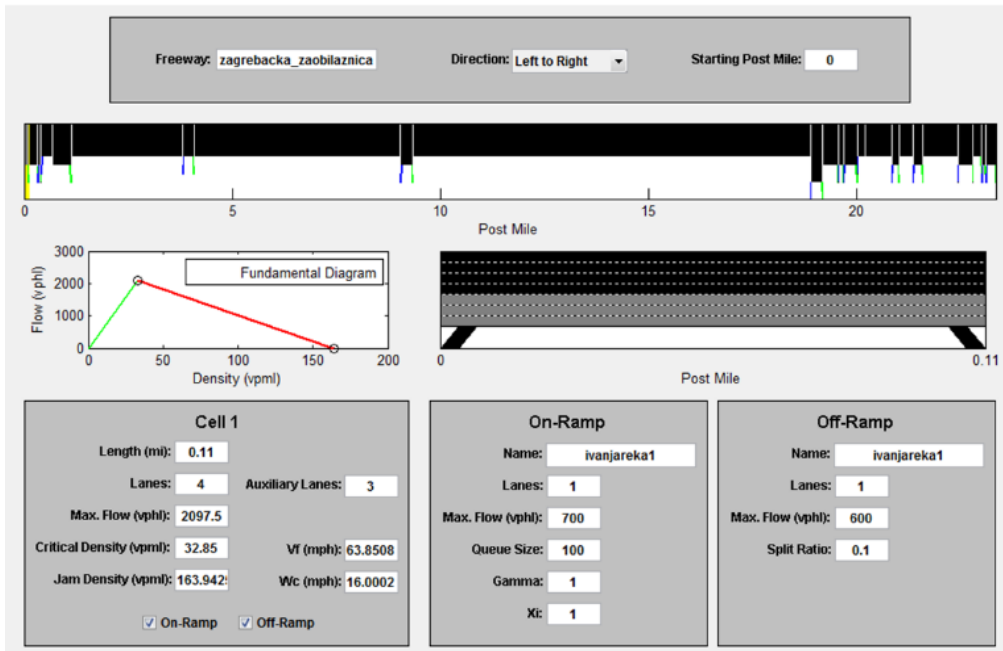 Freeway: zagrebacka_zaobilaznica Direction: Left to Right Starting Post Mile: 0
0 5 10 15 20
Post Mile
3000
2000
1000
0
Flow (vphl)
Fundamental Diagram
0 50 100 150 200
Density (vpml)
0 0.11
Post Mile
Cell 1
Length (mi): 0.11
Lanes: 4 Auxiliary Lanes: 3
Max. Flow (vphl): 2097.5
Critical Density (vpml): 32.85 Vf (mph): 63.8508
Jam Density (vpml): 163.942 Wc (mph): 16.0002
On-Ramp Off-Ramp
On-Ramp
Name: ivanjareka1
Lanes: 1
Max. Flow (vphl): 700
Queue Size: 100
Gamma: 1
Xi: 1
Off-Ramp
Name: ivanjareka1
Lanes: 1
Max. Flow (vphl): 600
Split Ratio: 0.1